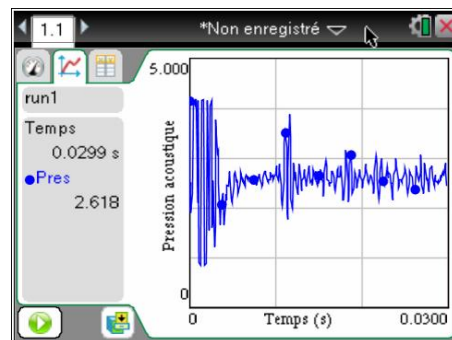 1.1
*Non enregistré
run1
Temps
0.0299 s
Pres
2.618
5.000
Pression acoustique
0
0
Temps (s)
0.0300